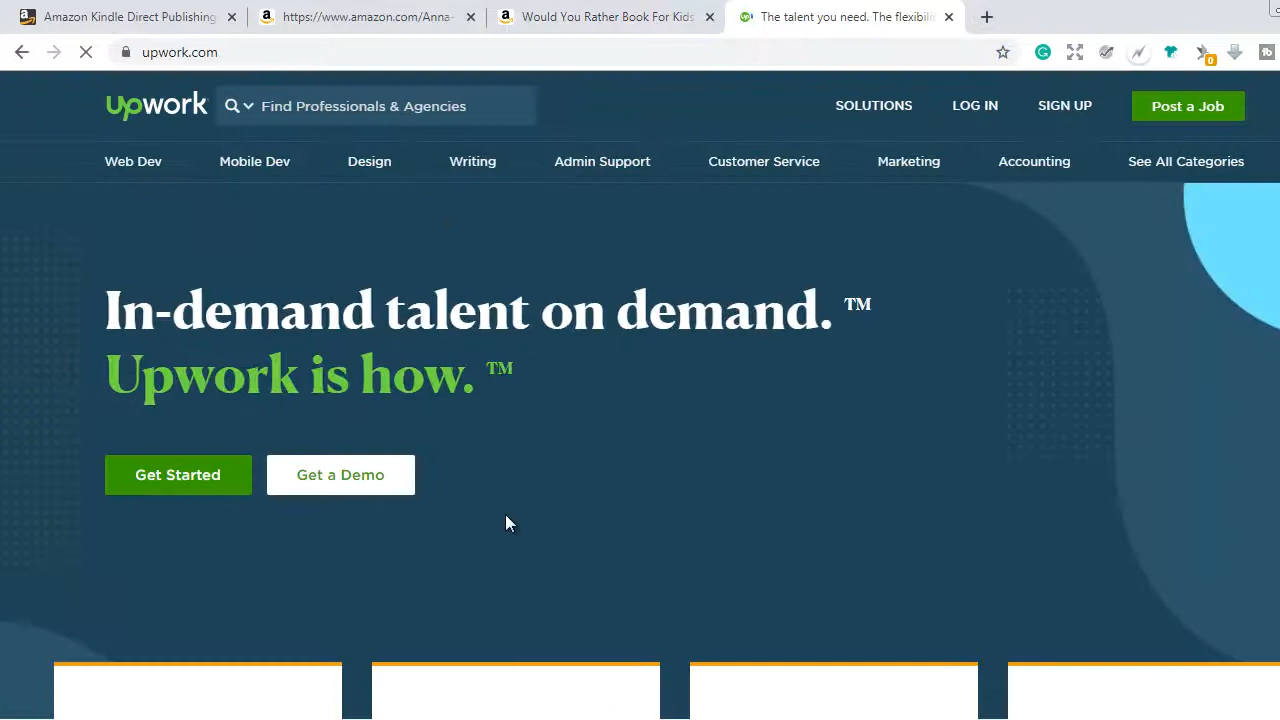 Amazon Kindle Direct Publishing
https://www.amazon.com/Anna-
Would You Rather Book For Kids
The talent you need. The flexibili
upwork.com
0
upwork
Find Professionals & Agencies
SOLUTIONS
LOG IN
SIGN UP
Post a Job
Web Dev
Mobile Dev
Design
Writing
Admin Support
Customer Service
Marketing
Accounting
See All Categories
In-demand talent on demand. ™
Upwork is how. ™
Get Started
Get a Demo